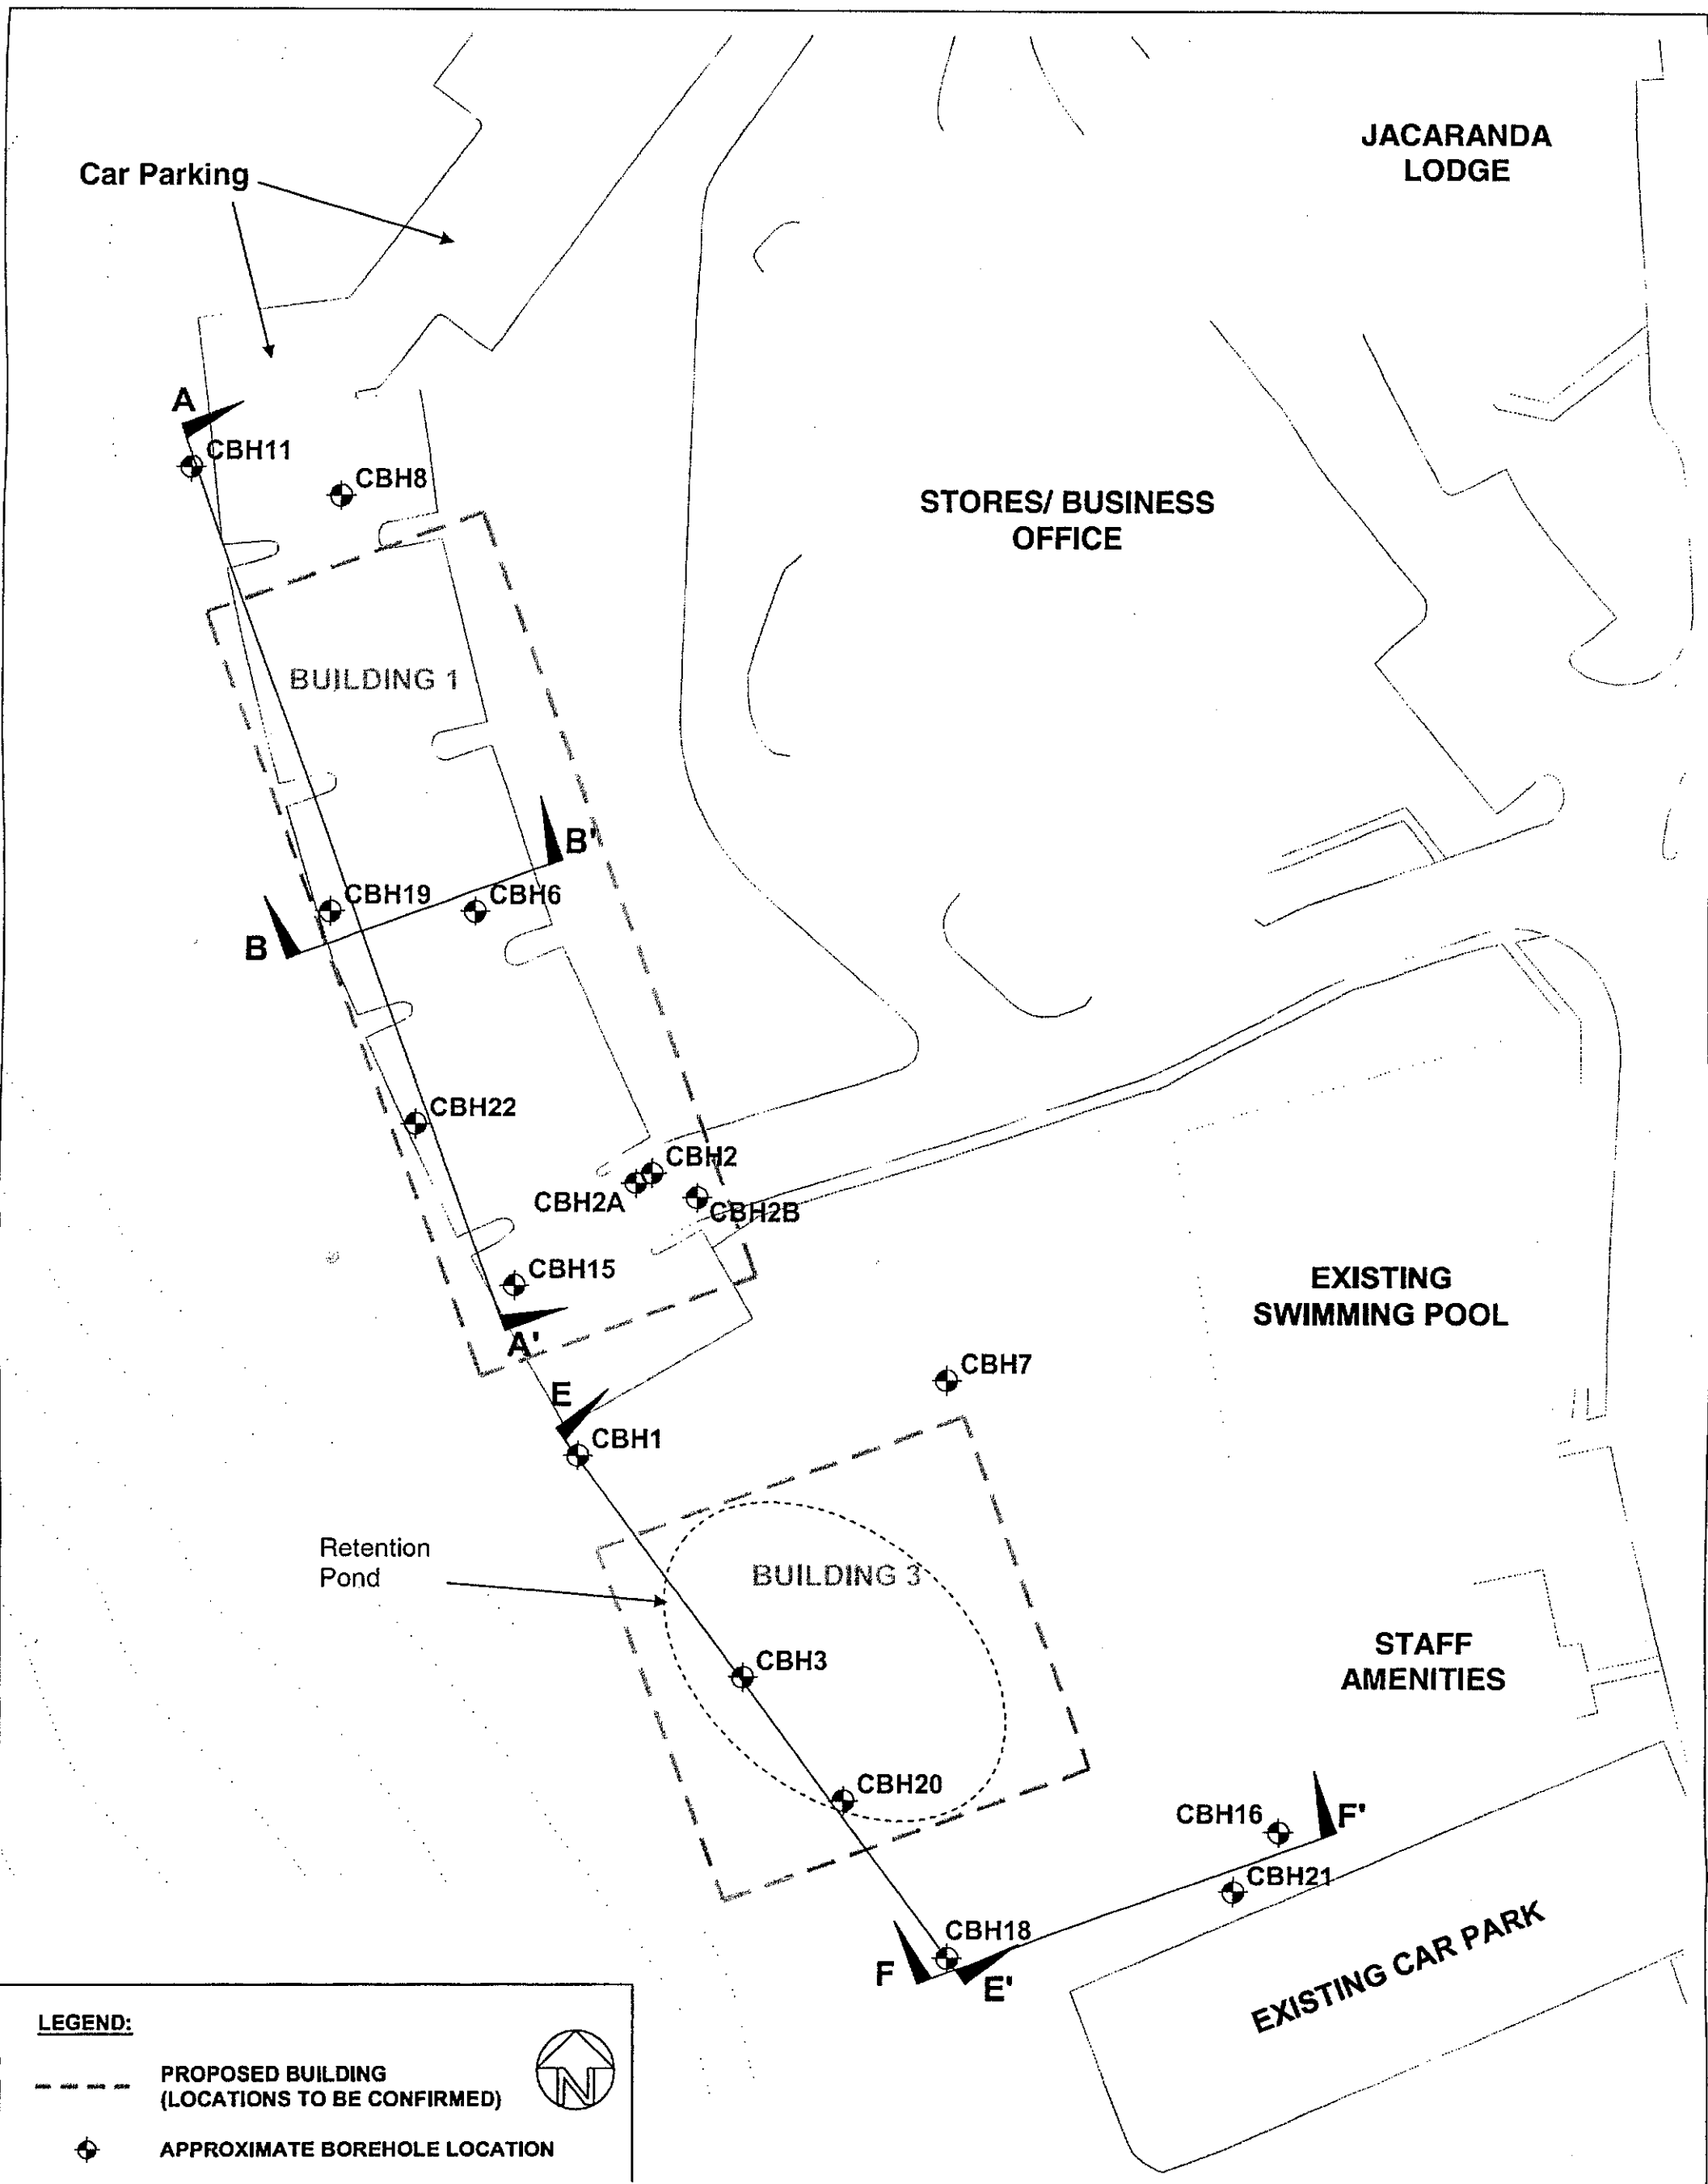 JACARANDA
LODGE
Car Parking
A
CBH11
CBH8
STORES/ BUSINESS
OFFICE
BUILDING 1
B'
CBH19
CBH6
B
CBH22
CBH2
CBH2A
CBH2B
CBH15
A'
EXISTING
SWIMMING POOL
CBH7
E
CBH1
Retention
Pond
BUILDING 3
CBH3
STAFF
AMENITIES
CBH20
CBH16
F'
CBH21
CBH18
F
E'
EXISTING CAR PARK
LEGEND:
PROPOSED BUILDING
(LOCATIONS TO BE CONFIRMED)
N
APPROXIMATE BOREHOLE LOCATION